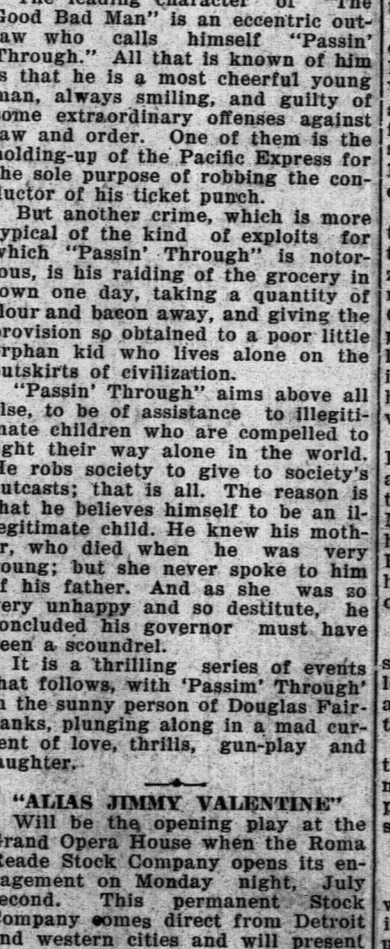 The leading character of "The
Good Bad Man" is an eccentric out-
aw who calls himself "Passin'
Through." All that is known of him
s that he is a most cheerful young
man, always smiling, and guilty of
ome extraordinary offenses against
aw and order. One of them is the
holding-up of the Pacific Express for
he sole purpose of robbing the con-
ductor of his ticket punch.
But another crime, which is more
ypical of the kind of exploits for
which "Passin' Through" is notor-
ous, is his raiding of the grocery in
own one day, taking a quantity of
lour and bacon away, and giving the
provision so obtained to a poor little
rphan kid who lives alone on the
utskirts of civilization.
"Passin' Through" aims above all
lse, to be of assistance to illegiti-
mate children who are compelled to
ght their way alone in the world.
He robs society to give to society's
utcasts; that is all. The reason is
hat he believes himself to be an il-
egitimate child. He knew his moth-
r, who died when he was very
oung; but she never spoke to him
f his father. And as she was so
ery unhappy and so destitute, he
oncluded his governor must have
een a scoundrel.
It is a thrilling series of events
hat follows, with 'Passim' Through'
n the sunny person of Douglas Fair-
anks, plunging along in a mad cur-
ent of love, thrills, gun-play and
aughter.
"ALIAS JIMMY VALENTINE"
Will be the opening play at the
Grand Opera House when the Roma
Reade Stock Company opens its en-
agement on Monday night, July
econd. This permanent Stock
Company comes direct from Detroit
nd western cities and will present